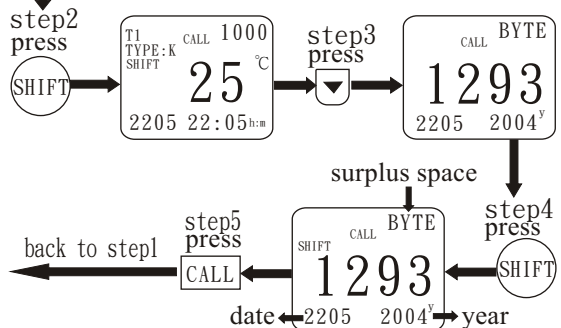 step2
press
SHIFT
T1
TYPE:K
SHIFT
CALL 1000
25 ℃
2205 22:05h:m
step3
press
CALL BYTE
1293
2205 2004y
step4
press
SHIFT
surplus space
SHIFT CALL BYTE
1293
2205 2004y
date
year
step5
press
CALL
back to step1